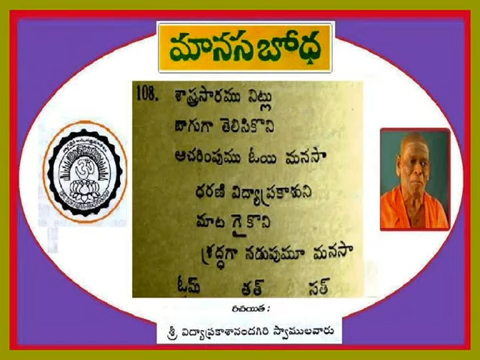 మానస బోధ
108. శాస్త్రసారము నిట్లు
బాగుగా తెలిసికొని
ఆచరింపుము ఓయి మనసా
ధరణి విద్యాప్రకాశుని
మాట గైకొని
శ్రద్ధగా నడుపుమూ మనసా
ఓమ్ తత్ సత్
రచయిత :
శ్రీ విద్యాప్రకాశానందగిరి స్వాములవారు